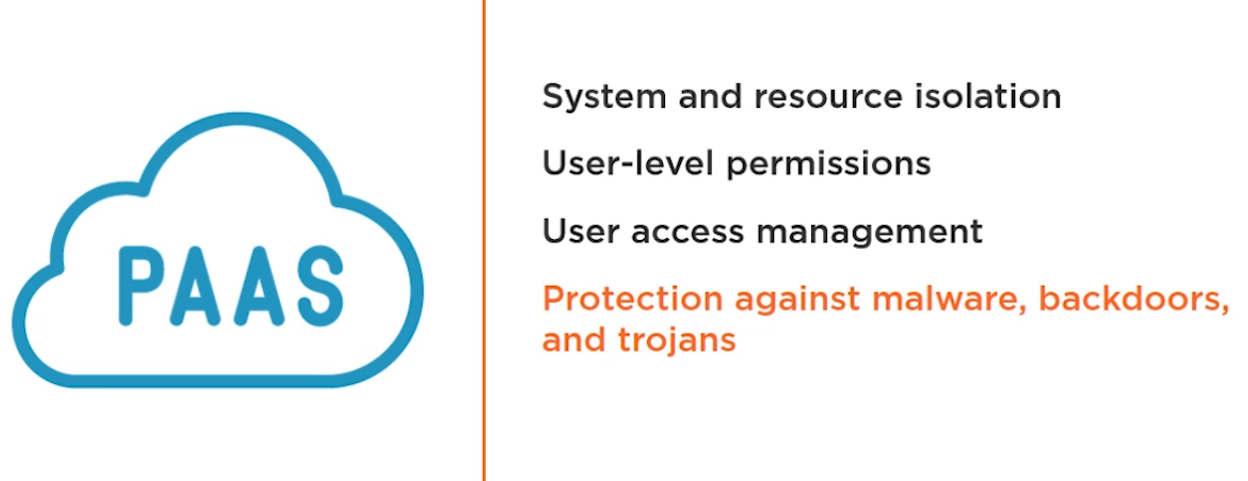 PAAS
System and resource isolation
User-level permissions
User access management
Protection against malware, backdoors,
and trojans